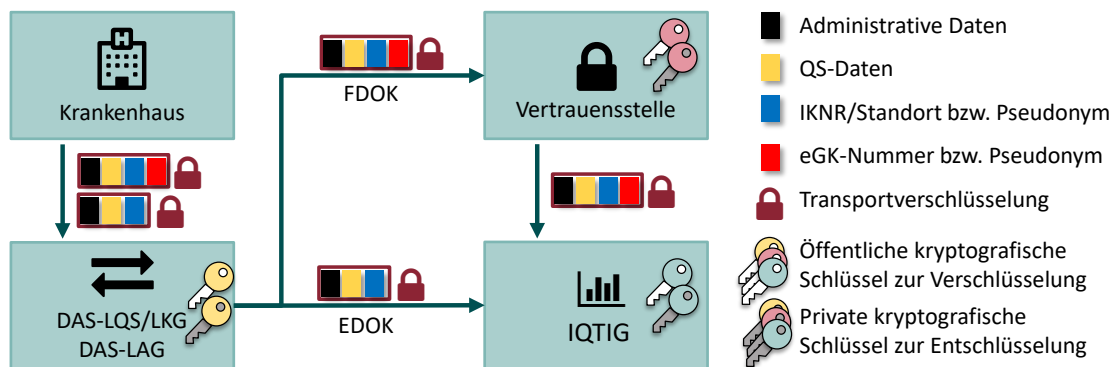 Krankenhaus
FDOK
Vertrauensstelle
DAS-LQS/LKG
DAS-LAG
EDOK
IQTIG
Administrative Daten
QS-Daten
IKNR/Standort bzw. Pseudonym
eGK-Nummer bzw. Pseudonym
Transportverschlüsselung
Öffentliche kryptografische
Schlüssel zur Verschlüsselung
Private kryptografische
Schlüssel zur Entschlüsselung